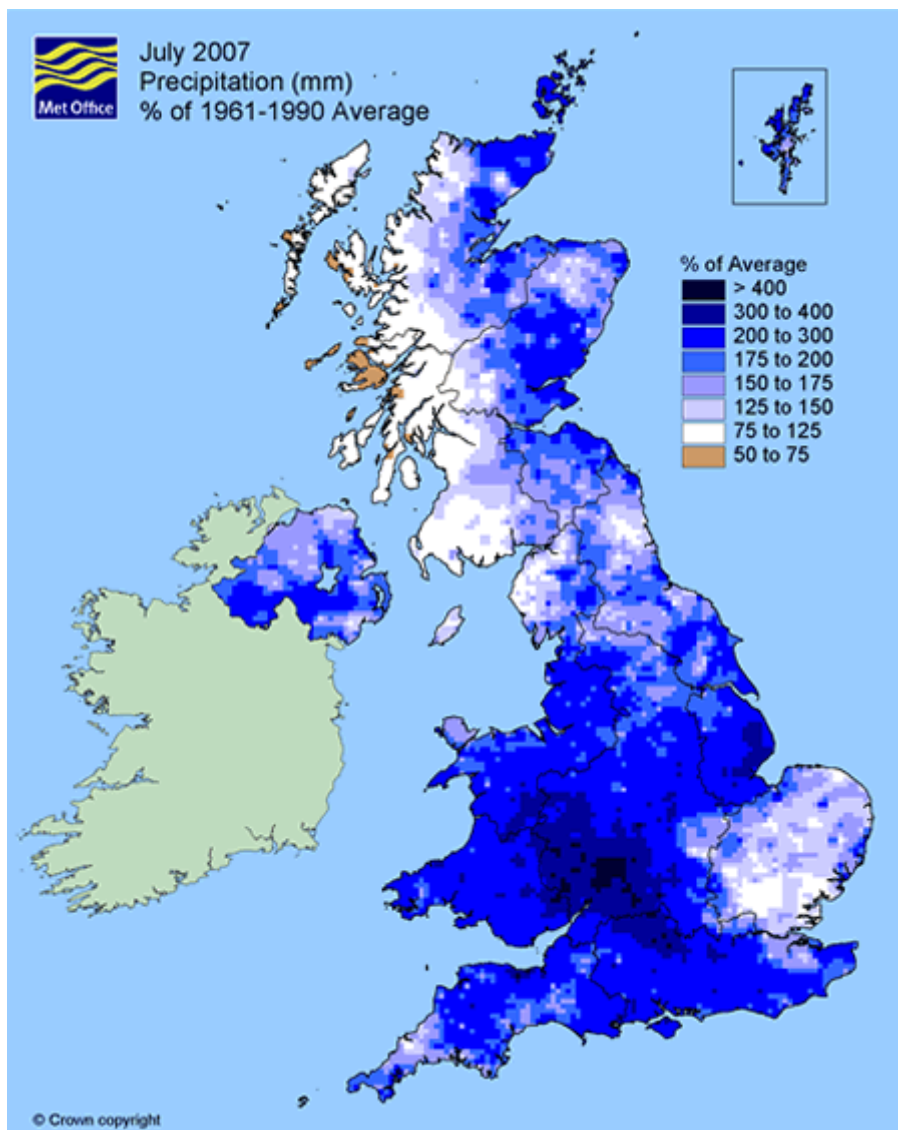 Met Office
July 2007
Precipitation (mm)
% of 1961-1990 Average
% of Average
> 400
300 to 400
200 to 300
175 to 200
150 to 175
125 to 150
75 to 125
50 to 75
© Crown copyright